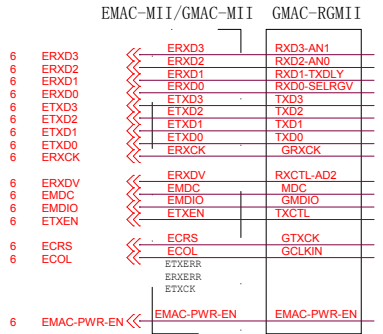 EMAC-MII/GMAC-MII GMAC-RGMII
6 ERXD3 ERXD3 RXD3-AN1
6 ERXD2 ERXD2 RXD2-AN0
6 ERXD1 ERXD1 RXD1-TXDLY
6 ERXD0 ERXD0 RXD0-SELRGV
6 ETXD3 ETXD3 TXD3
6 ETXD2 ETXD2 TXD2
6 ETXD1 ETXD1 TXD1
6 ETXD0 ETXD0 TXD0
6 ERXCK ERXCK GRXCK
6 ERXDV ERXDV RXCTL-AD2
6 EMDC EMDC MDC
6 EMDIO EMDIO GMDIO
6 ETXEN ETXEN TXCTL
6 ECRS ECRS GTXCK
6 ECOL ECOL GCLKIN
ETXERR
ERXERR
ETXCK
6 EMAC-PWR-EN EMAC-PWR-EN EMAC-PWR-EN